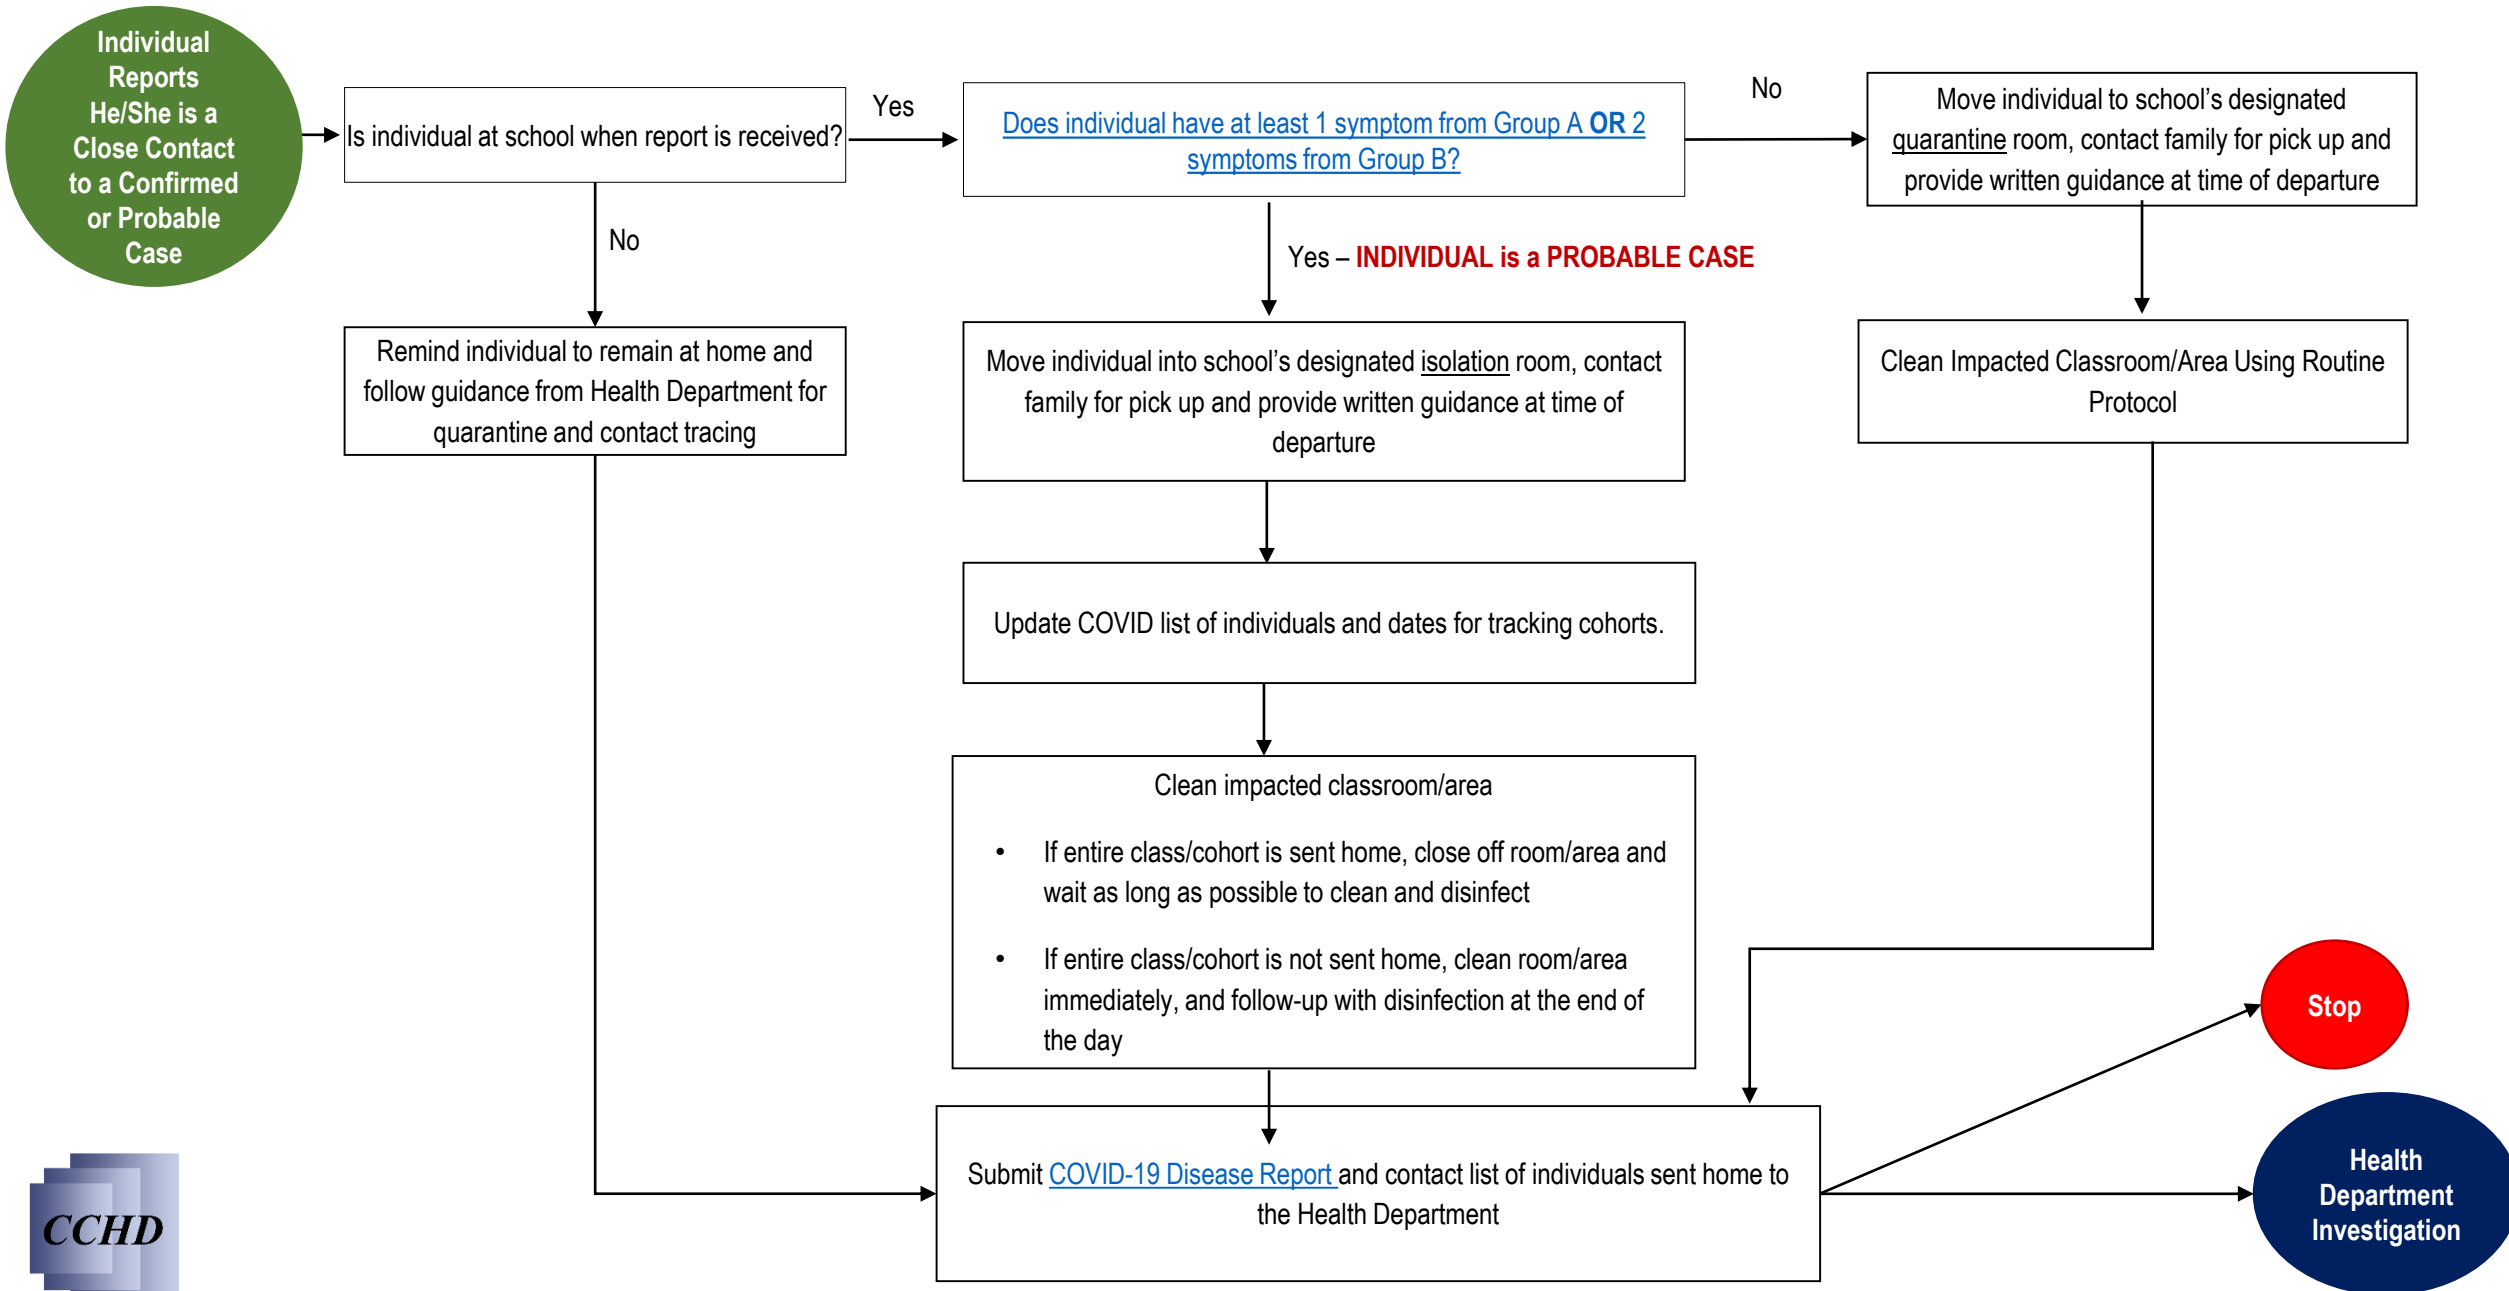 Individual
Reports
He/She is a
Close Contact
to a Confirmed
or Probable
Case
Is individual at school when report is received?
Yes
No
Does individual have at least 1 symptom from Group A OR 2
symptoms from Group B?
No
Move individual to school’s designated
quarantine room, contact family for pick up and
provide written guidance at time of departure
Yes – INDIVIDUAL is a PROBABLE CASE
Remind individual to remain at home and
follow guidance from Health Department for
quarantine and contact tracing
Move individual into school’s designated isolation room, contact
family for pick up and provide written guidance at time of
departure
Clean Impacted Classroom/Area Using Routine
Protocol
Update COVID list of individuals and dates for tracking cohorts.
Clean impacted classroom/area
• If entire class/cohort is sent home, close off room/area and
wait as long as possible to clean and disinfect
• If entire class/cohort is not sent home, clean room/area
immediately, and follow-up with disinfection at the end of
the day
Submit COVID-19 Disease Report and contact list of individuals sent home to
the Health Department
Stop
Health
Department
Investigation
CCHD